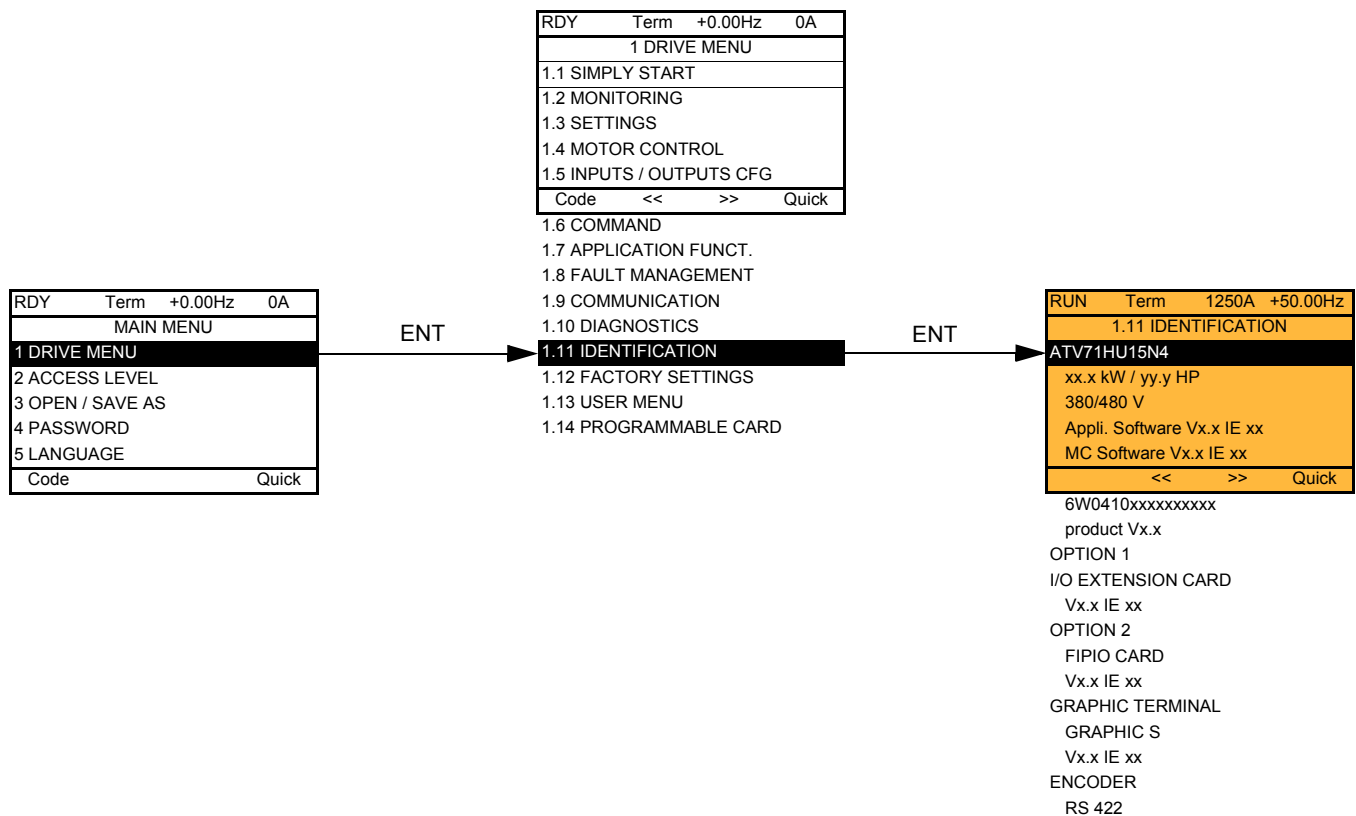 RDY Term +0.00Hz 0A
MAIN MENU
1 DRIVE MENU
2 ACCESS LEVEL
3 OPEN / SAVE AS
4 PASSWORD
5 LANGUAGE
Code Quick
ENT
RDY Term +0.00Hz 0A
1 DRIVE MENU
1.1 SIMPLY START
1.2 MONITORING
1.3 SETTINGS
1.4 MOTOR CONTROL
1.5 INPUTS / OUTPUTS CFG
Code << >> Quick
1.6 COMMAND
1.7 APPLICATION FUNCT.
1.8 FAULT MANAGEMENT
1.9 COMMUNICATION
1.10 DIAGNOSTICS
1.11 IDENTIFICATION
1.12 FACTORY SETTINGS
1.13 USER MENU
1.14 PROGRAMMABLE CARD
ENT
RUN Term 1250A +50.00Hz
1.11 IDENTIFICATION
ATV71HU15N4
xx.x kW / yy.y HP
380/480 V
Appli. Software Vx.x IE xx
MC Software Vx.x IE xx
<< >> Quick
6W0410xxxxxxxxxx
product Vx.x
OPTION 1
I/O EXTENSION CARD
Vx.x IE xx
OPTION 2
FIPIO CARD
Vx.x IE xx
GRAPHIC TERMINAL
GRAPHIC S
Vx.x IE xx
ENCODER
RS 422